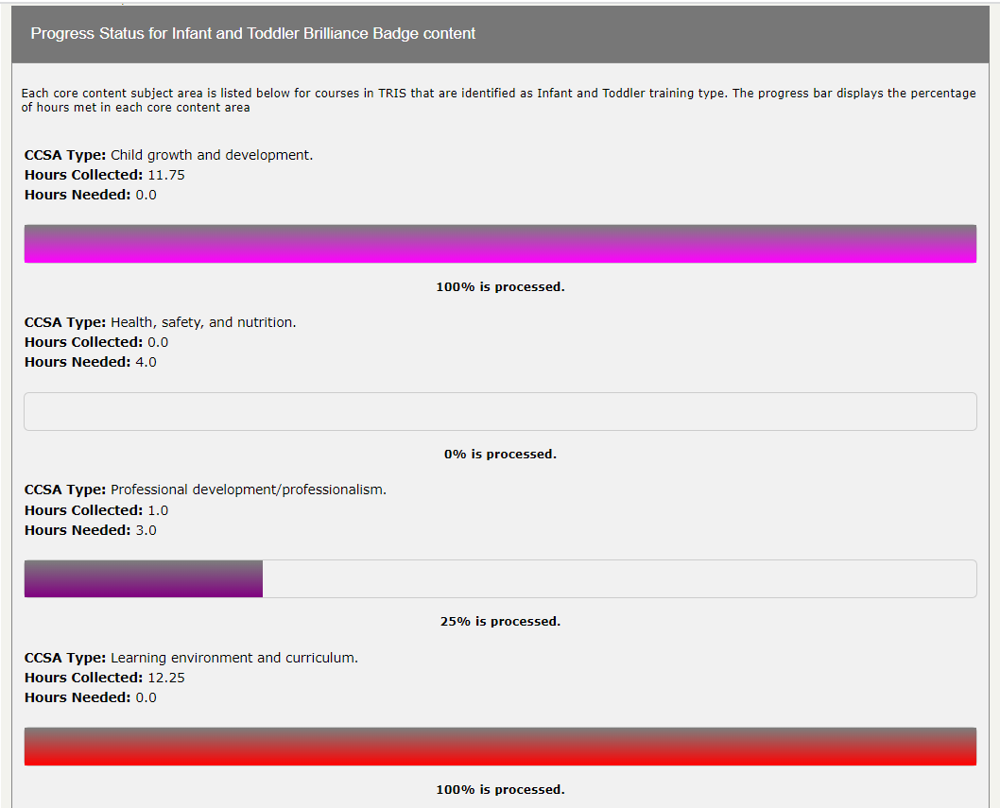 Progress Status for Infant and Toddler Brilliance Badge content
Each core content subject area is listed below for courses in TRIS that are identified as Infant and Toddler training type. The progress bar displays the percentage
of hours met in each core content area
CCSA Type: Child growth and development.
Hours Collected: 11.75
Hours Needed: 0.0
100% is processed.
CCSA Type: Health, safety, and nutrition.
Hours Collected: 0.0
Hours Needed: 4.0
0% is processed.
CCSA Type: Professional development/professionalism.
Hours Collected: 1.0
Hours Needed: 3.0
25% is processed.
CCSA Type: Learning environment and curriculum.
Hours Collected: 12.25
Hours Needed: 0.0
100% is processed.